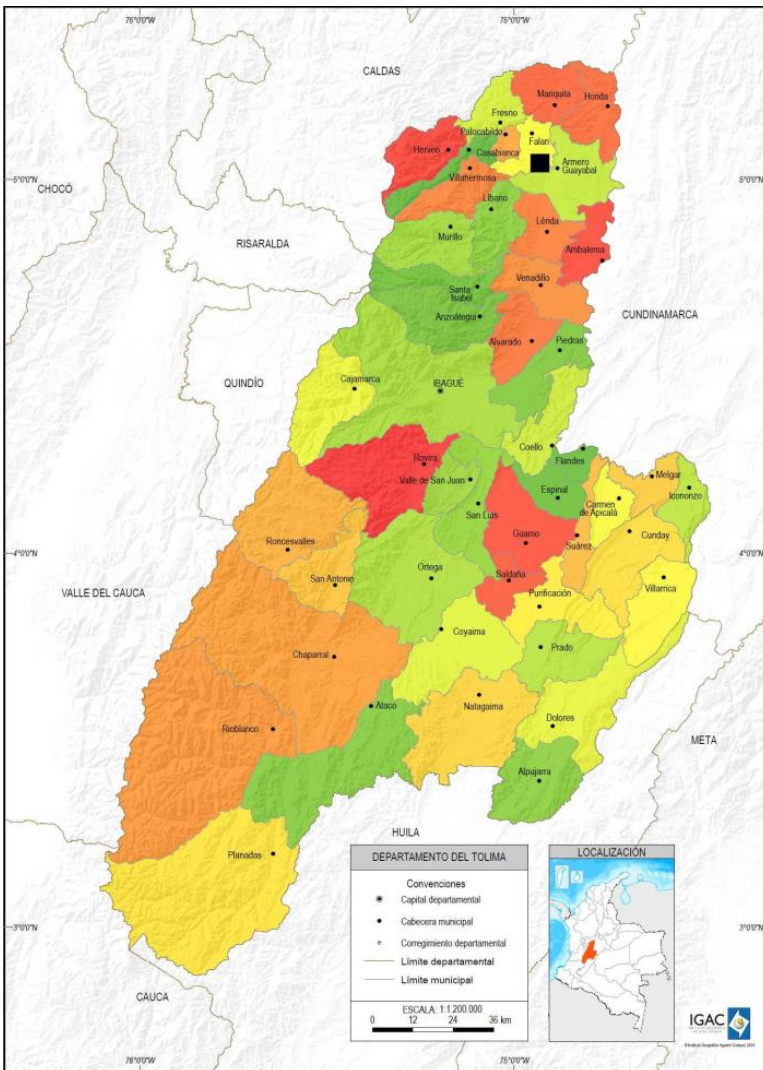 76°0'0"W
75°0'0"W
CALDAS
Mariquita
Honda
Fresno
Palocabildo
Falan
Herveo
Casabianca
Armero
Guayabal
5°0'0"N
5°0'0"N
Villahermosa
CHOCÓ
Líbano
Murillo
Lérida
RISARALDA
Ambalema
Venadillo
Santa
Isabel
CUNDINAMARCA
Anzoátegui
Alvarado
Piedras
QUINDÍO
Cajamarca
IBAGUÉ
Coello
Flandes
Rovira
Valle de San Juan
Melgar
Icononzo
Espinal
Carmen
de Apicalá
San Luis
Guamo
Suárez
Cunday
4°0'0"N
4°0'0"N
Roncesvalles
Ortega
Saldaña
San Antonio
Villarrica
VALLE DEL CAUCA
Purificación
Coyaima
Prado
Chaparral
Natagaima
Ataco
Dolores
Rioblanco
META
Alpujarra
HUILA
Planadas
DEPARTAMENTO DEL TOLIMA
Convenciones
Capital departamental
Cabecera municipal
Corregimiento departamental
Límite departamental
Límite municipal
ESCALA: 1:1.200.000
0 12 24 36 km
LOCALIZACIÓN
3°0'0"N
3°0'0"N
CAUCA
IGAC
76°0'0"W
75°0'0"W